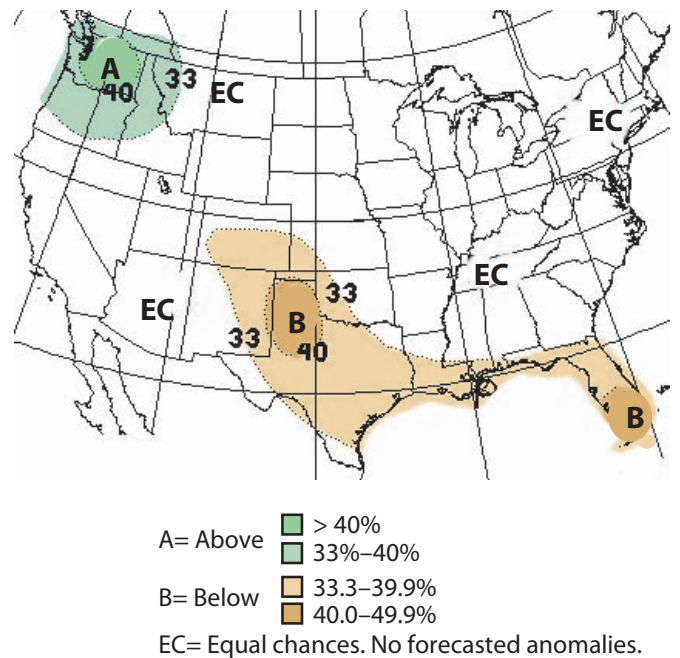 A
40
33
EC
EC
EC
EC
33
B
33
40
B
A= Above
> 40%
33%–40%
B= Below
33.3–39.9%
40.0–49.9%
EC= Equal chances. No forecasted anomalies.